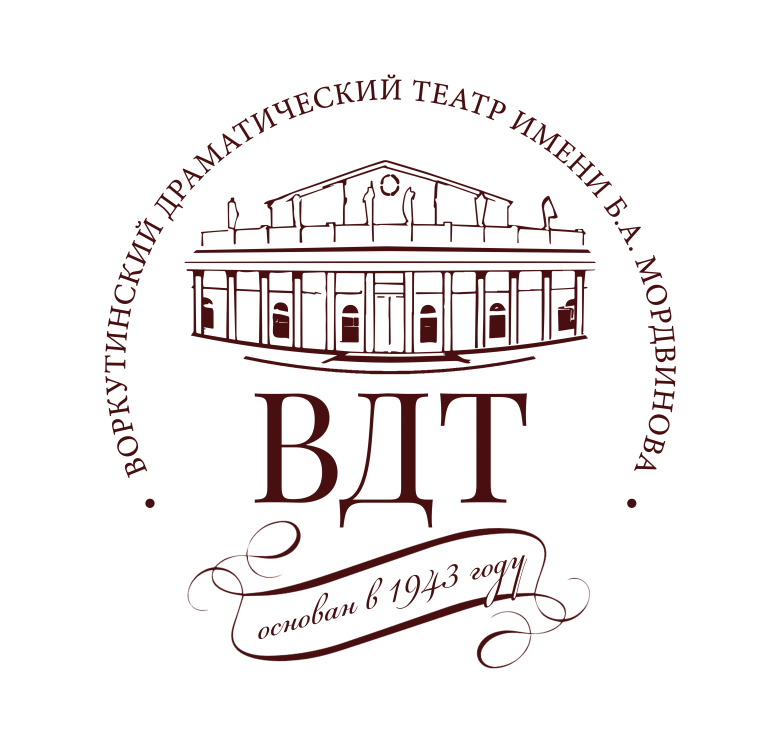 ВОРКУТИНСКИЙ ДРАМАТИЧЕСКИЙ ТЕАТР ИМЕНИ Б.А. МОРДВИНОВА
ВДТ
основан в 1943 году